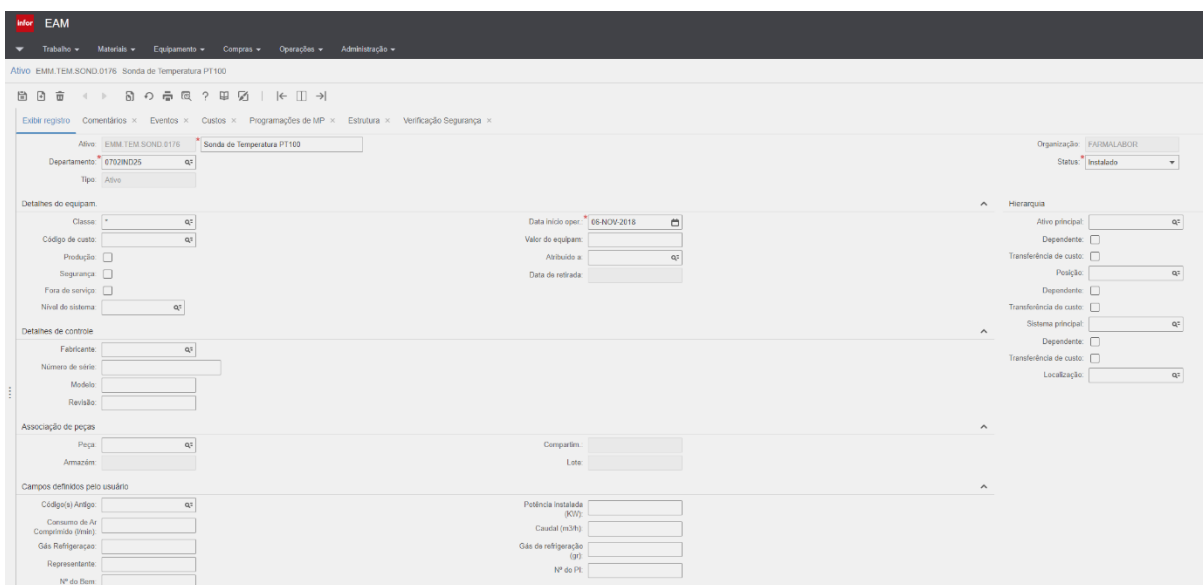 infor EAM
Trabalho Materiais Equipamento Compras Operações Administração
Ativo EMM.TEM.SOND.0176 Sonda de Temperatura PT100
Exibir registro Comentários × Eventos × Custos × Programações de MP × Estrutura × Verificação Segurança ×
Ativo: EMM.TEM.SOND.0176 * Sonda de Temperatura PT100 Organização: FARMALABOR
Departamento: * 0702IND25 Status: * Instalado
Tipo: Ativo
Detalhes do equipam. Hierarquia
Classe: * Data início oper.: * 06-NOV-2018 Ativo principal:
Código de custo: Valor do equipam: Dependente:
Produção: Atribuído a: Transferência de custo:
Segurança: Data de retirada: Posição:
Fora de serviço: Dependente:
Nível do sistema: Transferência de custo:
Detalhes de controle Sistema principal:
Fabricante: Dependente:
Número de série: Transferência de custo:
Modelo: Localização:
Revisão:
Associação de peças
Peça: Compartim.:
Armazém: Lote:
Campos definidos pelo usuário
Código(s) Antigo: Potência Instalada (KW):
Consumo de Ar Comprimido (l/min): Caudal (m3/h):
Gás Refrigeraçao: Gás de refrigeração (gr):
Representante: Nº do PI:
Nº do Bem: